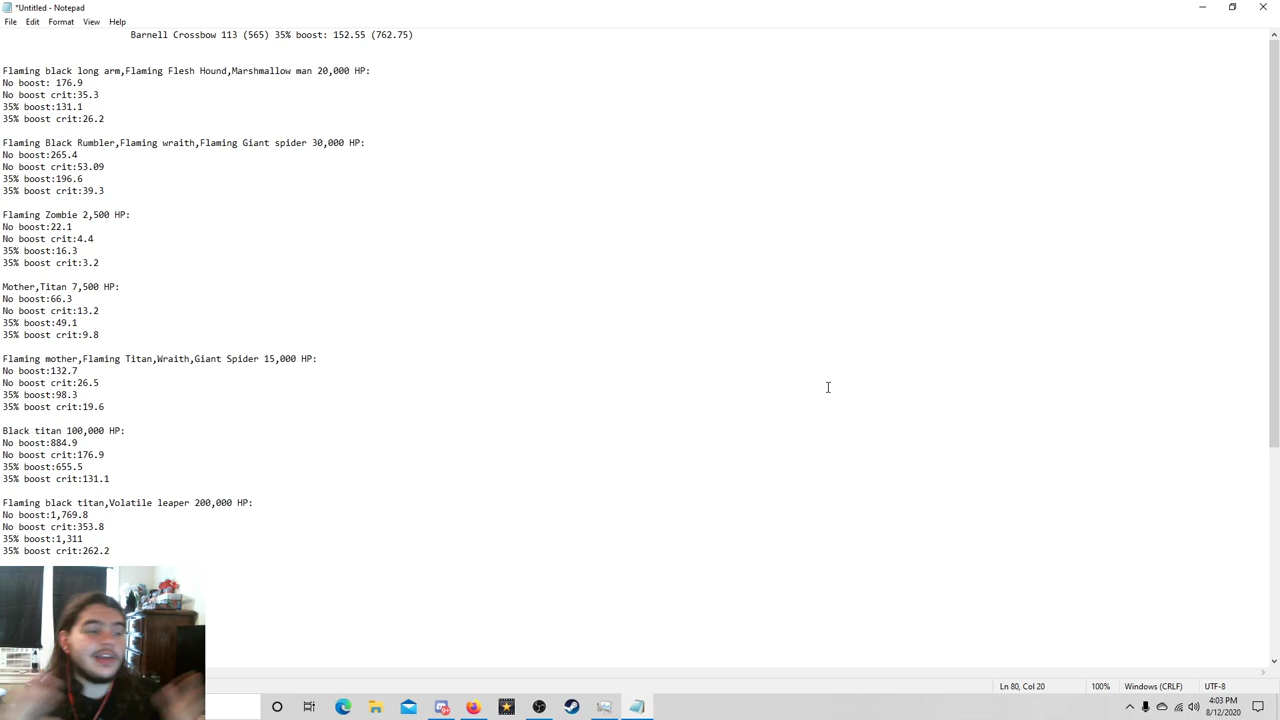 *Untitled - Notepad
File Edit Format View Help
Barnell Crossbow 113 (565) 35% boost: 152.55 (762.75)
Flaming black long arm,Flaming Flesh Hound,Marshmallow man 20,000 HP:
No boost: 176.9
No boost crit:35.3
35% boost:131.1
35% boost crit:26.2
Flaming Black Rumbler,Flaming wraith,Flaming Giant spider 30,000 HP:
No boost:265.4
No boost crit:53.09
35% boost:196.6
35% boost crit:39.3
Flaming Zombie 2,500 HP:
No boost:22.1
No boost crit:4.4
35% boost:16.3
35% boost crit:3.2
Mother,Titan 7,500 HP:
No boost:66.3
No boost crit:13.2
35% boost:49.1
35% boost crit:9.8
Flaming mother,Flaming Titan,Wraith,Giant Spider 15,000 HP:
No boost:132.7
No boost crit:26.5
35% boost:98.3
35% boost crit:19.6
Black titan 100,000 HP:
No boost:884.9
No boost crit:176.9
35% boost:655.5
35% boost crit:131.1
Flaming black titan,Volatile leaper 200,000 HP:
No boost:1,769.8
No boost crit:353.8
35% boost:1,311
35% boost crit:262.2
Ln 80, Col 20 100% Windows (CRLF) UTF-8
4:03 PM
8/12/2020